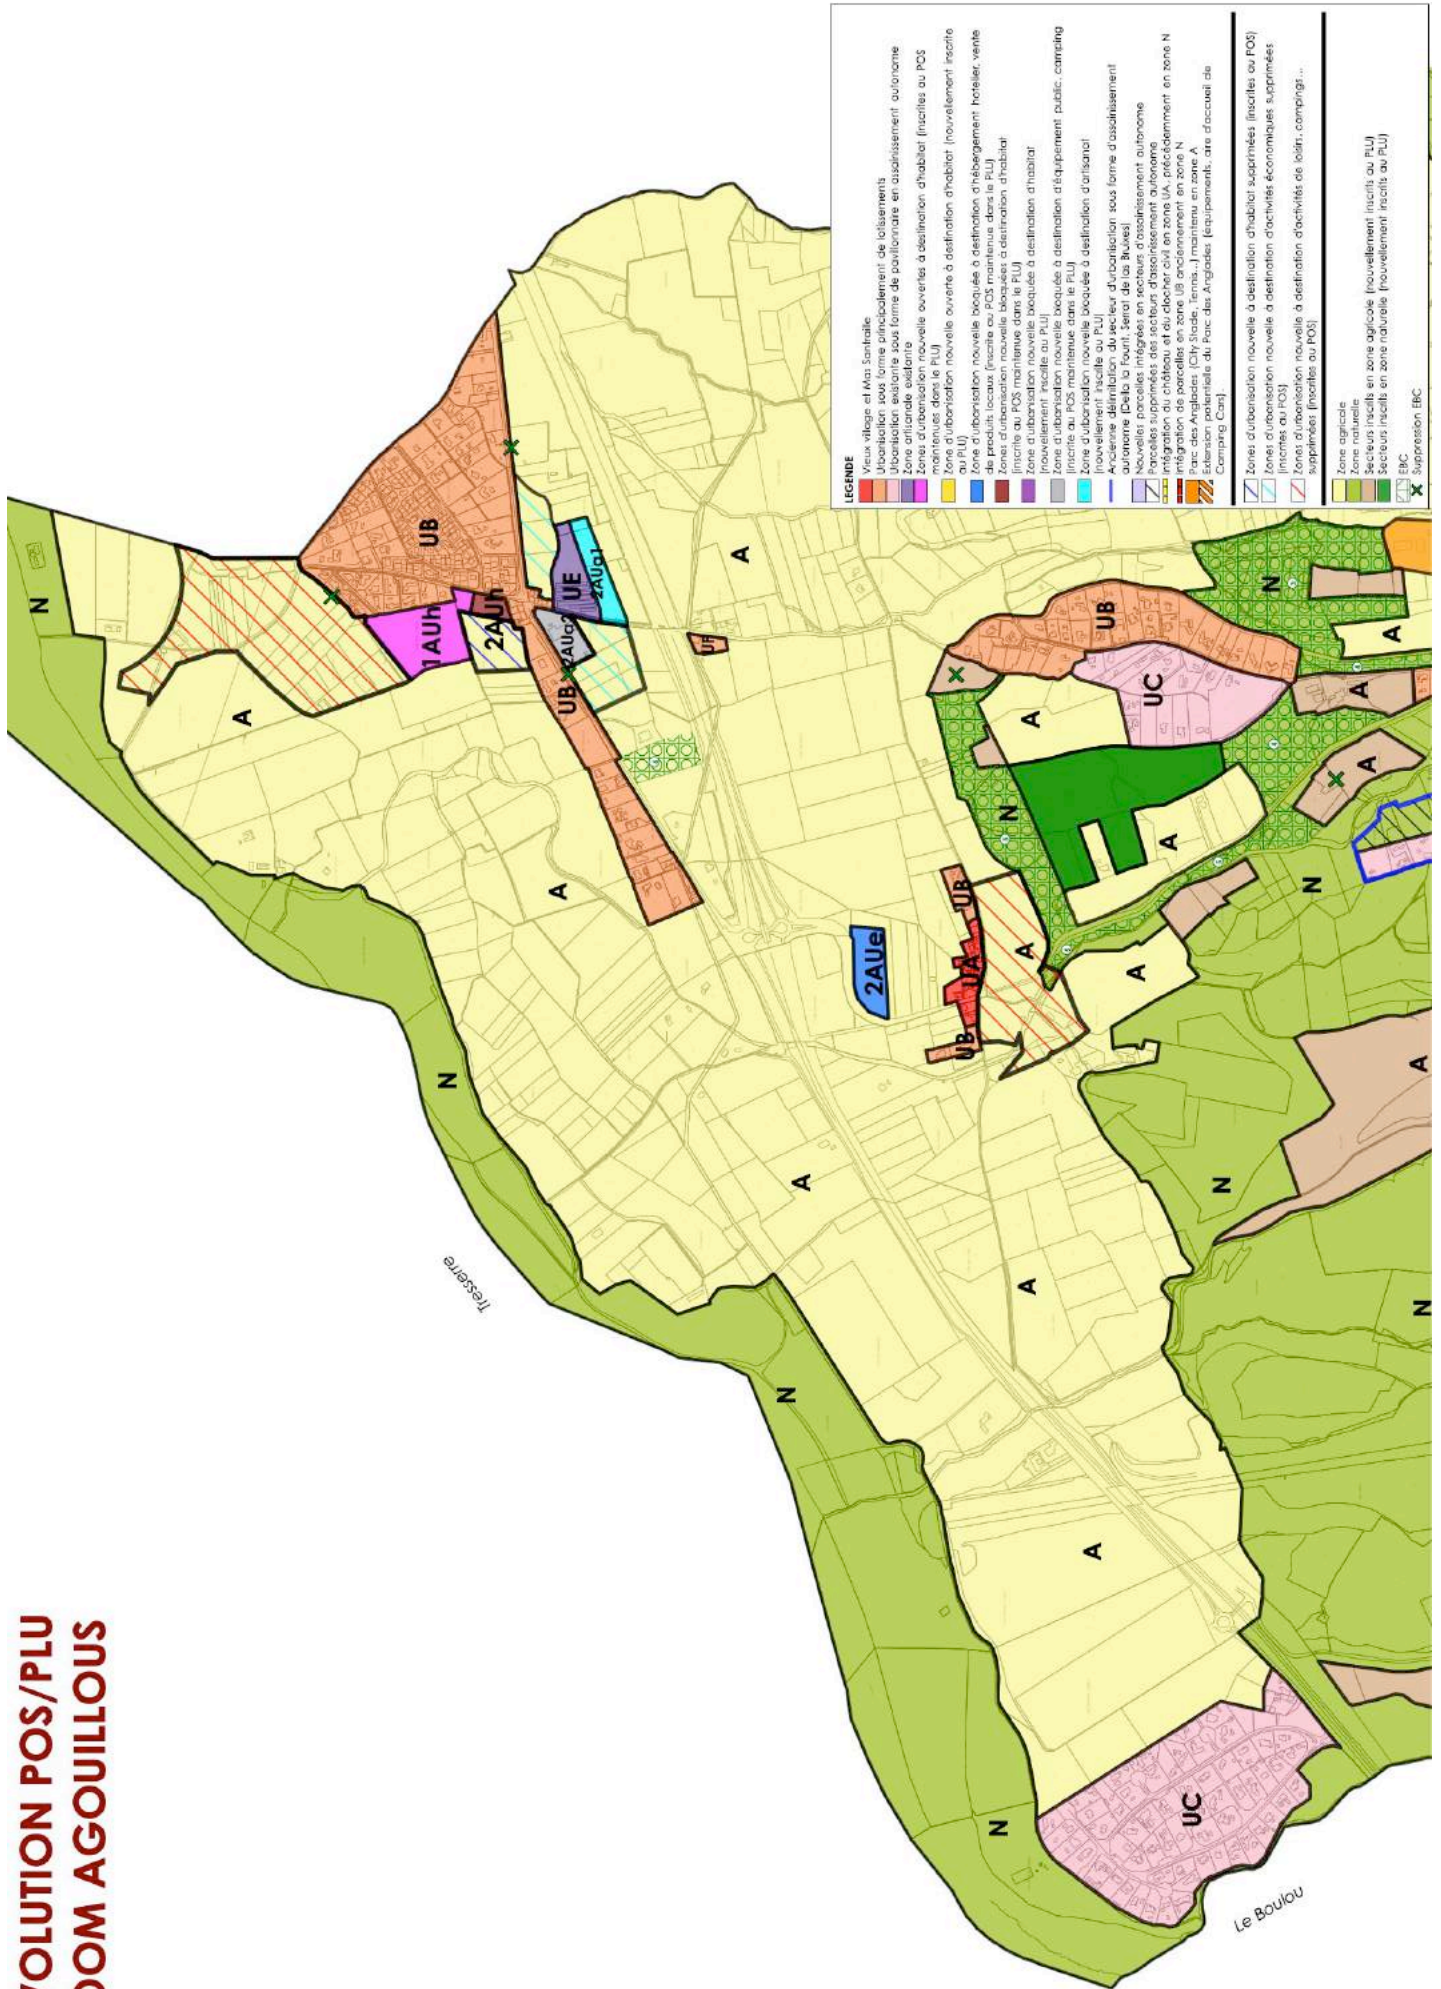 VOLUTION POS/PLU
OOM AGOUILLOUS
Tresserre
Le Boulou
N
A
UB
1AUh
2AUh
UB
2AUa2
UE
2AUa1
A
A
N
N
A
A
N
A
N
UC
2AUe
UB
UA
UB
A
A
N
A
UB
UC
N
A
A
A
A
N
N
A
N
LEGENDE
Vieux village et Mas Santraille
Urbanisation sous forme principalement de lotissements
Urbanisation existante sous forme de pavillonnaire en assainissement autonome
Zone artisanale existante
Zones d'urbanisation nouvelle ouvertes à destination d'habitat (inscrites au POS
maintenues dans le PLU)
Zone d'urbanisation nouvelle ouverte à destination d'habitat (nouvellement inscrite
au PLU)
Zone d'urbanisation nouvelle bloquée à destination d'hébergement hotelier, vente
de produits locaux (inscrite au POS maintenue dans le PLU)
Zones d'urbanisation nouvelle bloquées à destination d'habitat
(inscrite au POS maintenue dans le PLU)
Zone d'urbanisation nouvelle bloquée à destination d'habitat
(nouvellement inscrite au PLU)
Zone d'urbanisation nouvelle bloquée à destination d'équipement public, camping
(inscrite au POS maintenue dans le PLU)
Zone d'urbanisation nouvelle bloquée à destination d'artisanat
(nouvellement inscrite au PLU)
Ancienne délimitation du secteur d'urbanisation sous forme d'assainissement
autonome (Delta la Fount, Serrat de las Bruixes)
Nouvelles parcelles intégrées en secteurs d'assainissement autonome
Parcelles supprimées des secteurs d'assainissement autonome
Intégration du château et du clocher civil en zone UA, précédemment en zone N
Intégration de parcelles en zone UB anciennement en zone N
Parc des Anglades (City Stade, Tennis...) maintenu en zone A
Extension potentielle du Parc des Anglades (équipements, aire d'accueil de
Camping Cars).
Zones d'urbanisation nouvelle à destination d'habitat supprimées (inscrites au POS)
Zones d'urbanisation nouvelle à destination d'activités économiques supprimées
(inscrites au POS)
Zones d'urbanisation nouvelle à destination d'activités de loisirs, campings...
supprimées (inscrites au POS)
Zone agricole
Zone naturelle
Secteurs inscrits en zone agricole (nouvellement inscrits au PLU)
Secteurs inscrits en zone naturelle (nouvellement inscrits au PLU)
EBC
Suppression EBC